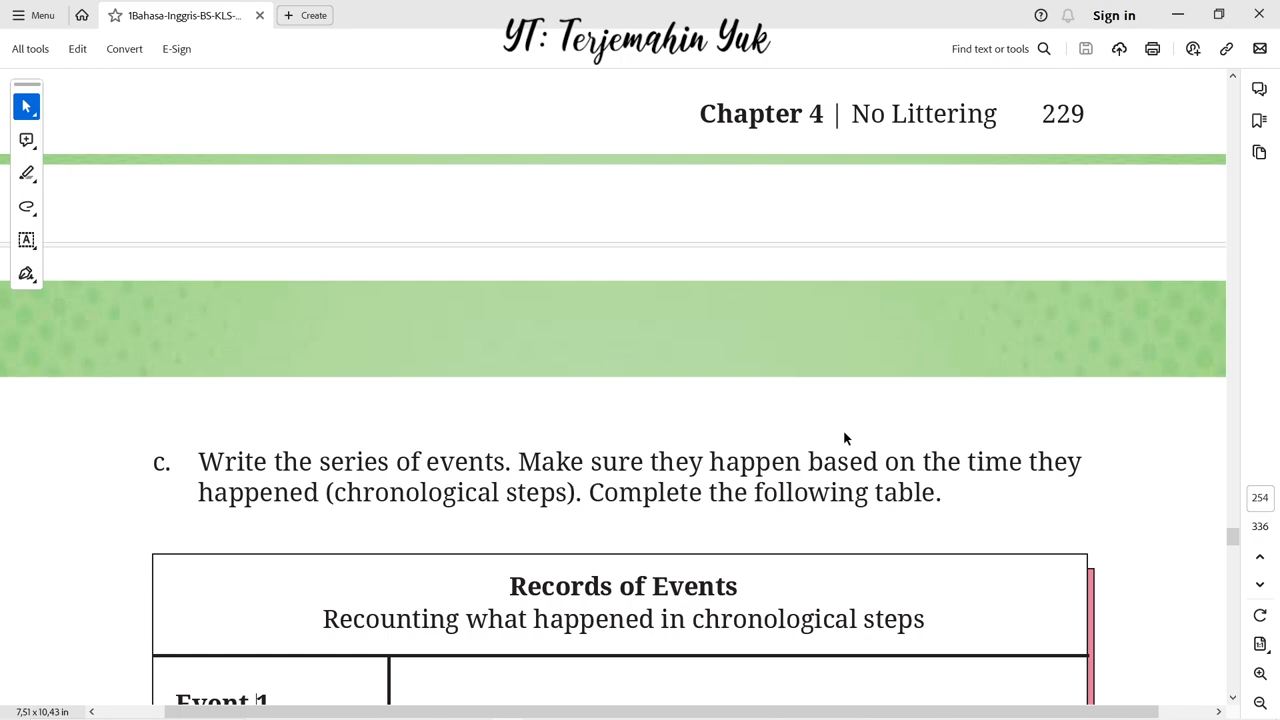 Menu
1Bahasa-Inggris-BS-KLS-...
Create
Sign in
YT: Terjemahin Yuk
All tools
Edit
Convert
E-Sign
Find text or tools
Chapter 4 | No Littering 229
c. Write the series of events. Make sure they happen based on the time they
happened (chronological steps). Complete the following table.
Records of Events
Recounting what happened in chronological steps
Event 1
254
336
7,51 x 10,43 in